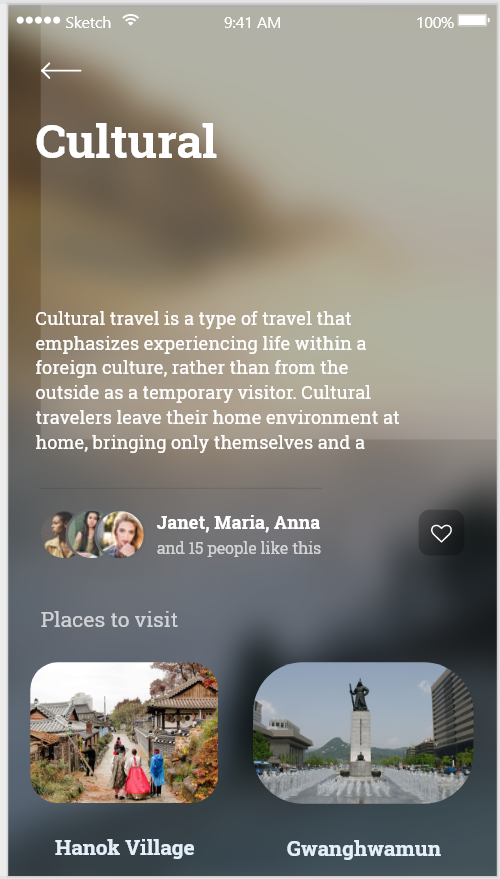 Sketch 9:41 AM 100%
Cultural
Cultural travel is a type of travel that
emphasizes experiencing life within a
foreign culture, rather than from the
outside as a temporary visitor. Cultural
travelers leave their home environment at
home, bringing only themselves and a
Janet, Maria, Anna
and 15 people like this
Places to visit
Hanok Village
Gwanghwamun